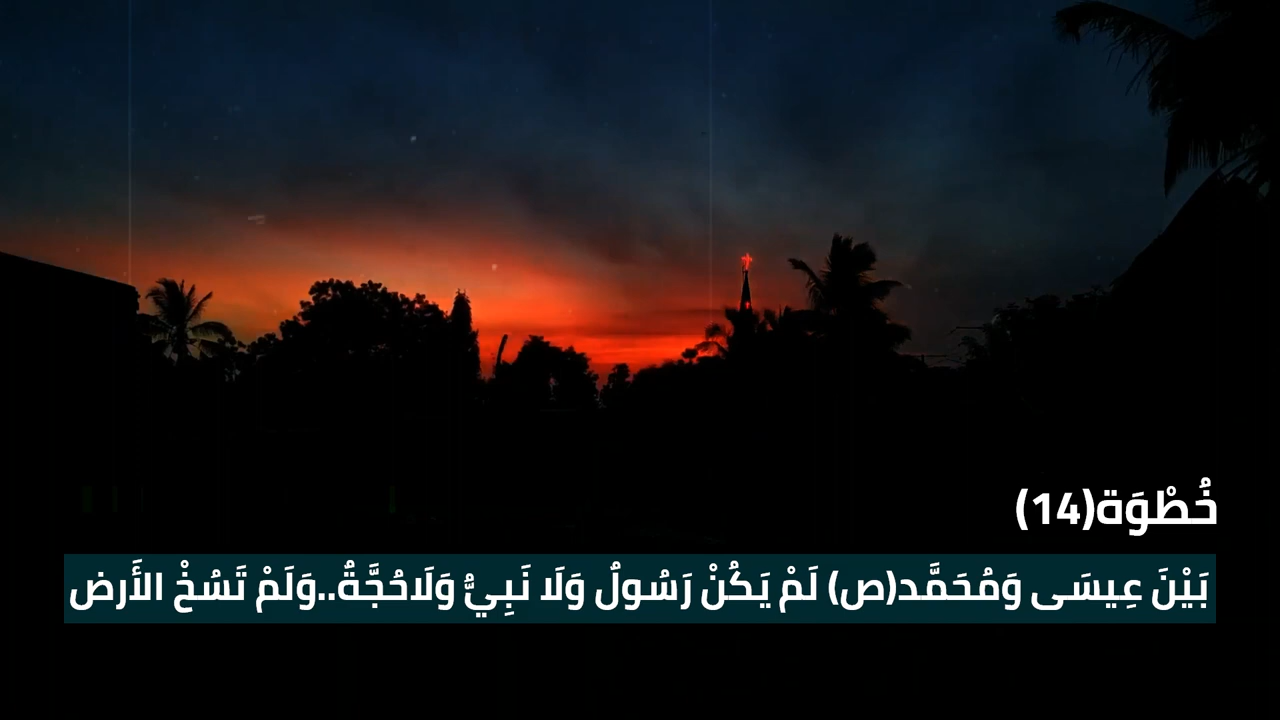 خُطْوَة(14)
بَيْنَ عِيسَى وَمُحَمَّد(ص) لَمْ يَكُنْ رَسُولٌ وَلَا نَبِيٌّ وَلَاحُجَّةٌ..وَلَمْ تَسُخْ الأَرض